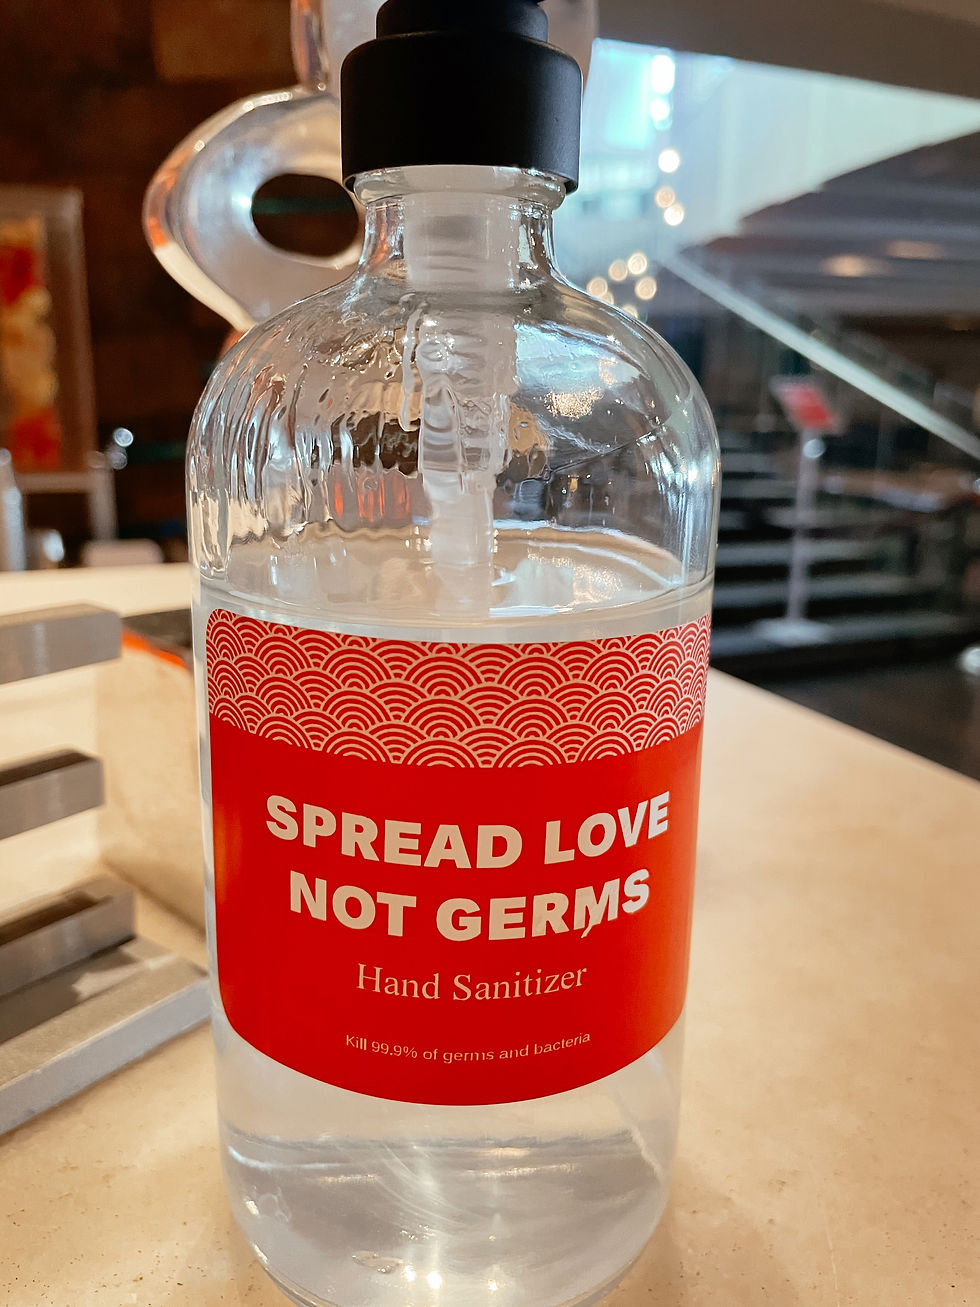 SPREAD LOVE
NOT GERMS
Hand Sanitizer
Kill 99.9% of germs and bacteria